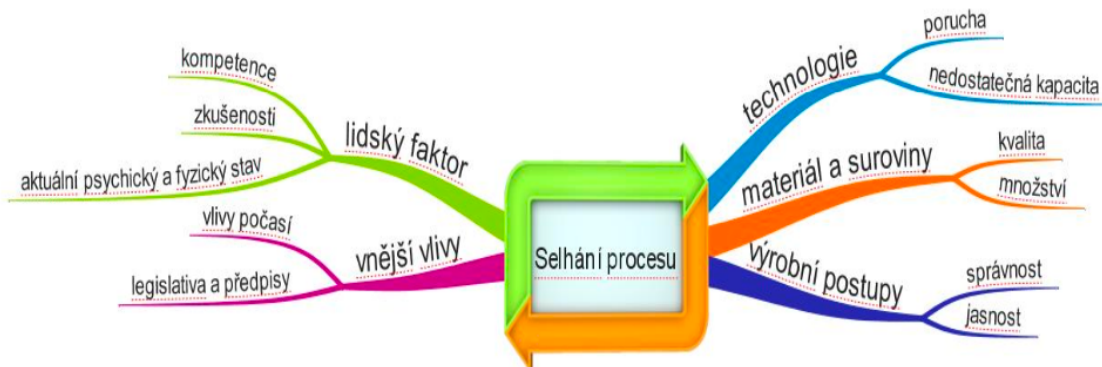 Selhání procesu
lidský faktor
kompetence
zkušenosti
aktuální psychický a fyzický stav
vnější vlivy
vlivy počasí
legislativa a předpisy
technologie
porucha
nedostatečná kapacita
materiál a suroviny
kvalita
množství
výrobní postupy
správnost
jasnost